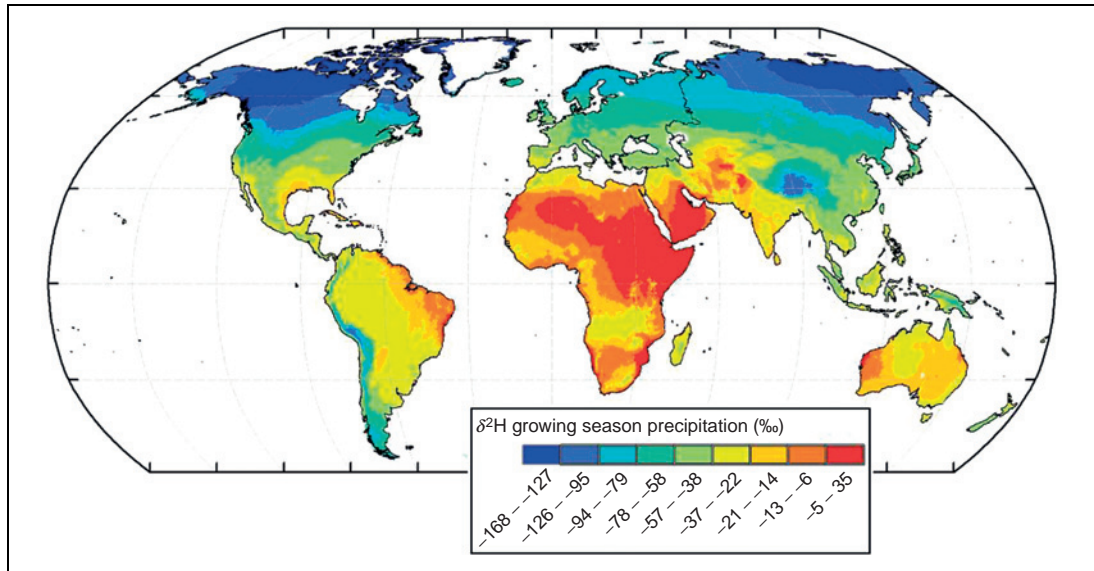 δ²H growing season precipitation (‰)
–168 – –127
–126 – –95
–94 – –79
–78 – –58
–57 – –38
–37 – –22
–21 – –14
–13 – –6
–5 – 35